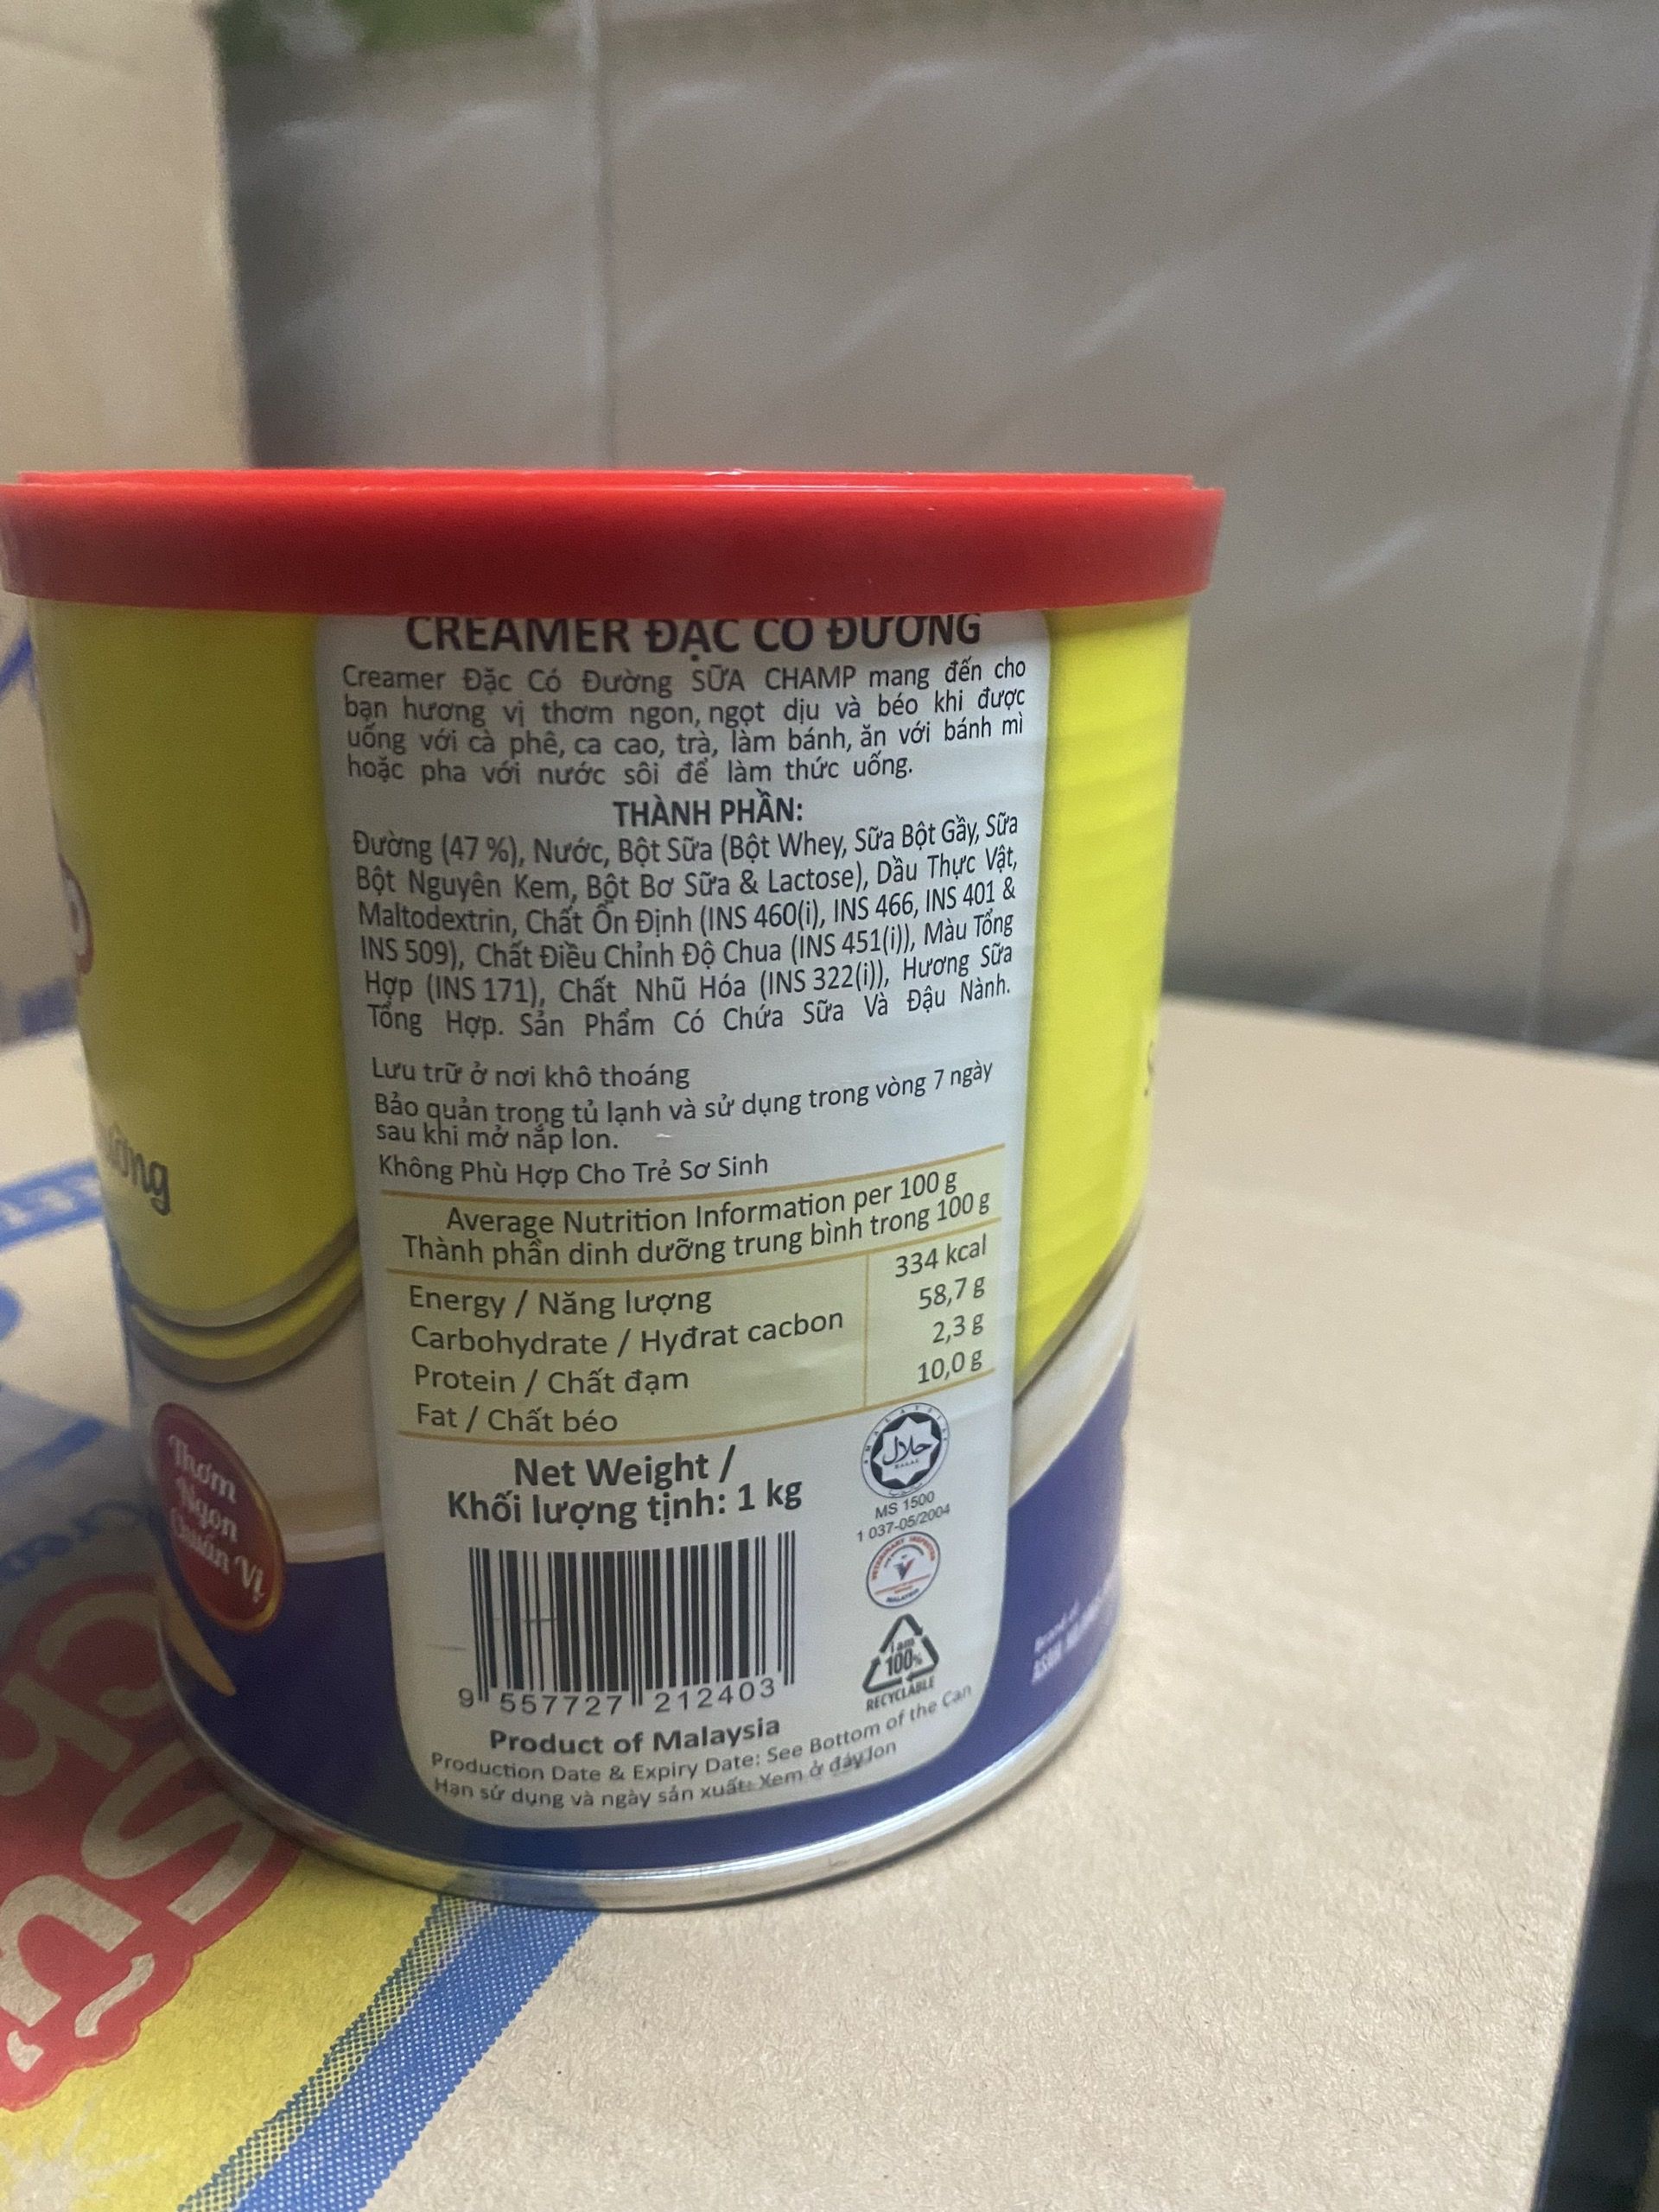 CREAMER ĐẶC CÓ ĐƯỜNG
Creamer Đặc Có Đường SỮA CHAMP mang đến cho
bạn hương vị thơm ngon, ngọt dịu và béo khi được
uống với cà phê, ca cao, trà, làm bánh, ăn với bánh mì
hoặc pha với nước sôi để làm thức uống.
THÀNH PHẦN:
Đường (47 %), Nước, Bột Sữa (Bột Whey, Sữa Bột Gầy, Sữa
Bột Nguyên Kem, Bột Bơ Sữa & Lactose), Dầu Thực Vật,
Maltodextrin, Chất Ổn Định (INS 460(i), INS 466, INS 401 &
INS 509), Chất Điều Chỉnh Độ Chua (INS 451(i)), Màu Tổng
Hợp (INS 171), Chất Nhũ Hóa (INS 322(i)), Hương Sữa
Tổng Hợp. Sản Phẩm Có Chứa Sữa Và Đậu Nành.
Lưu trữ ở nơi khô thoáng
Bảo quản trong tủ lạnh và sử dụng trong vòng 7 ngày
sau khi mở nắp lon.
Không Phù Hợp Cho Trẻ Sơ Sinh
Average Nutrition Information per 100 g
Thành phần dinh dưỡng trung bình trong 100 g
Energy / Năng lượng 334 kcal
Carbohydrate / Hyđrat cacbon 58,7 g
Protein / Chất đạm 2,3 g
Fat / Chất béo 10,0 g
Net Weight /
Khối lượng tịnh: 1 kg
MALAYSIA
حلال
HALAL
MS 1500
1 037-05/2004
MALAYSIA
I am
100%
RECYCLABLE
9 557727 212403
Product of Malaysia
Production Date & Expiry Date: See Bottom of the Can
Hạn sử dụng và ngày sản xuất: Xem ở đáy lon
Thơm
Ngon
Chuẩn Vị
Brand of